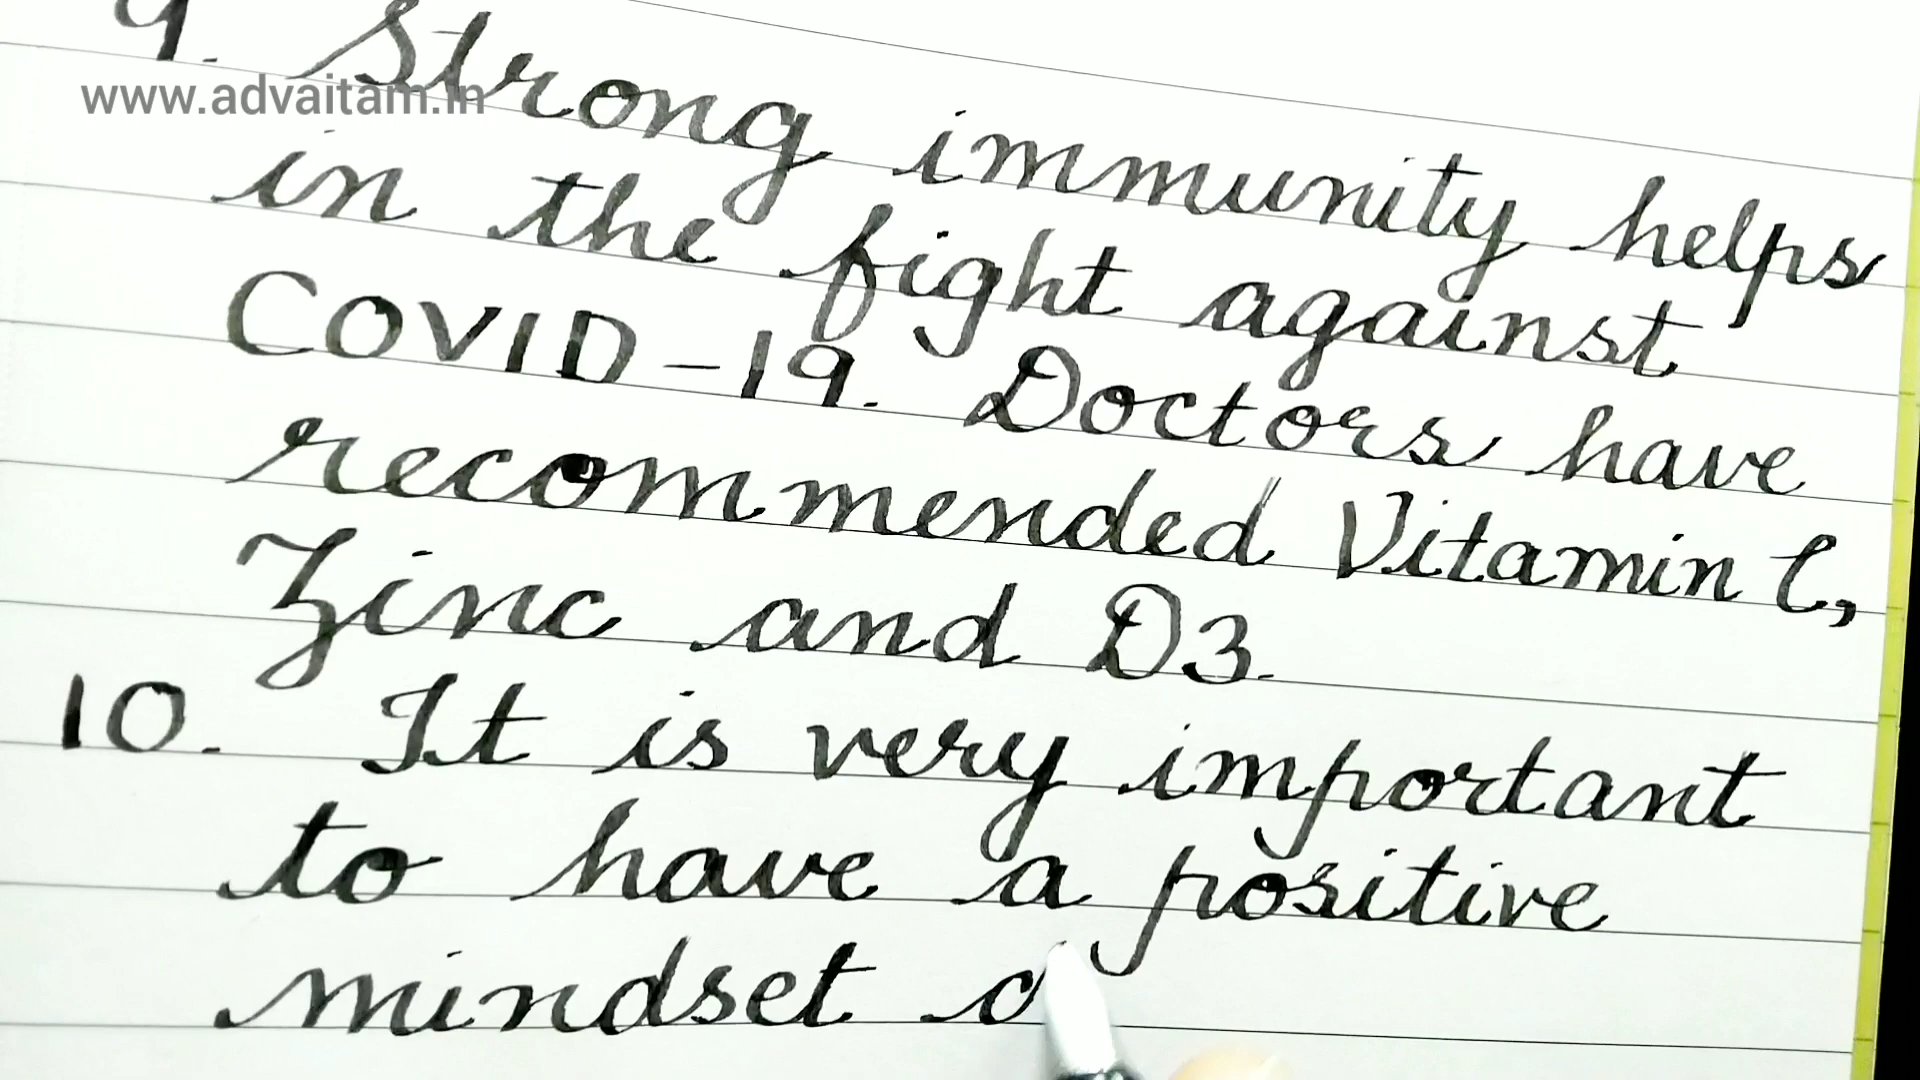 9. Strong immunity helps
www.advaitam.in
in the fight against
COVID-19. Doctors have
recommended Vitamin C,
Zinc and D3.
10. It is very important
to have a positive
mindset